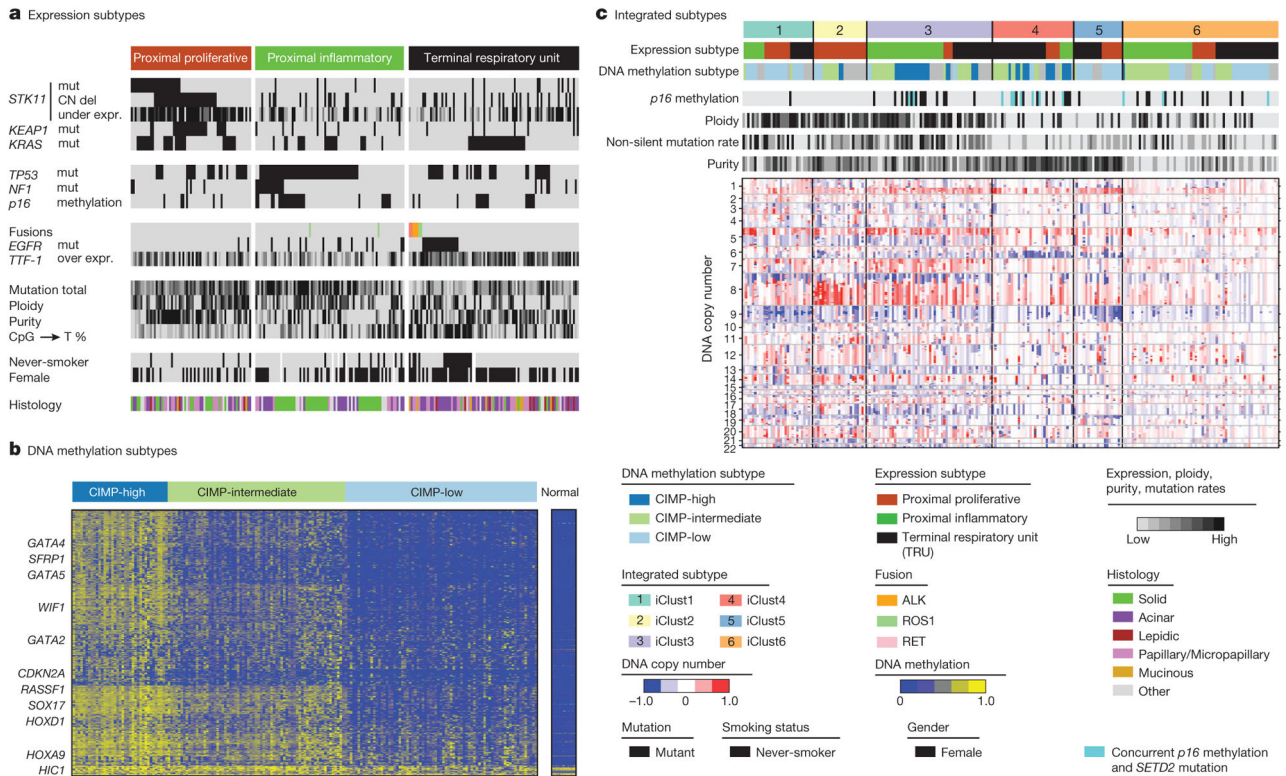 a Expression subtypes
Proximal proliferative Proximal inflammatory Terminal respiratory unit
STK11 mut
CN del
under expr.
KEAP1 mut
KRAS mut
TP53 mut
NF1 mut
p16 methylation
Fusions
EGFR mut
TTF-1 over expr.
Mutation total
Ploidy
Purity
CpG → T %
Never-smoker
Female
Histology
b DNA methylation subtypes
CIMP-high CIMP-intermediate CIMP-low Normal
GATA4
SFRP1
GATA5
WIF1
GATA2
CDKN2A
RASSF1
SOX17
HOXD1
HOXA9
HIC1
c Integrated subtypes
1 2 3 4 5 6
Expression subtype
DNA methylation subtype
p16 methylation
Ploidy
Non-silent mutation rate
Purity
DNA copy number
1
2
3
4
5
6
7
8
9
10
11
12
13
14
15
16
17
18
19
20
21
22
DNA methylation subtype
CIMP-high
CIMP-intermediate
CIMP-low
Expression subtype
Proximal proliferative
Proximal inflammatory
Terminal respiratory unit
(TRU)
Expression, ploidy,
purity, mutation rates
Low High
Integrated subtype
1 iClust1 4 iClust4
2 iClust2 5 iClust5
3 iClust3 6 iClust6
Fusion
ALK
ROS1
RET
Histology
Solid
Acinar
Lepidic
Papillary/Micropapillary
Mucinous
Other
DNA copy number
-1.0 0 1.0
DNA methylation
0 1.0
Mutation
Mutant
Smoking status
Never-smoker
Gender
Female
Concurrent p16 methylation
and SETD2 mutation